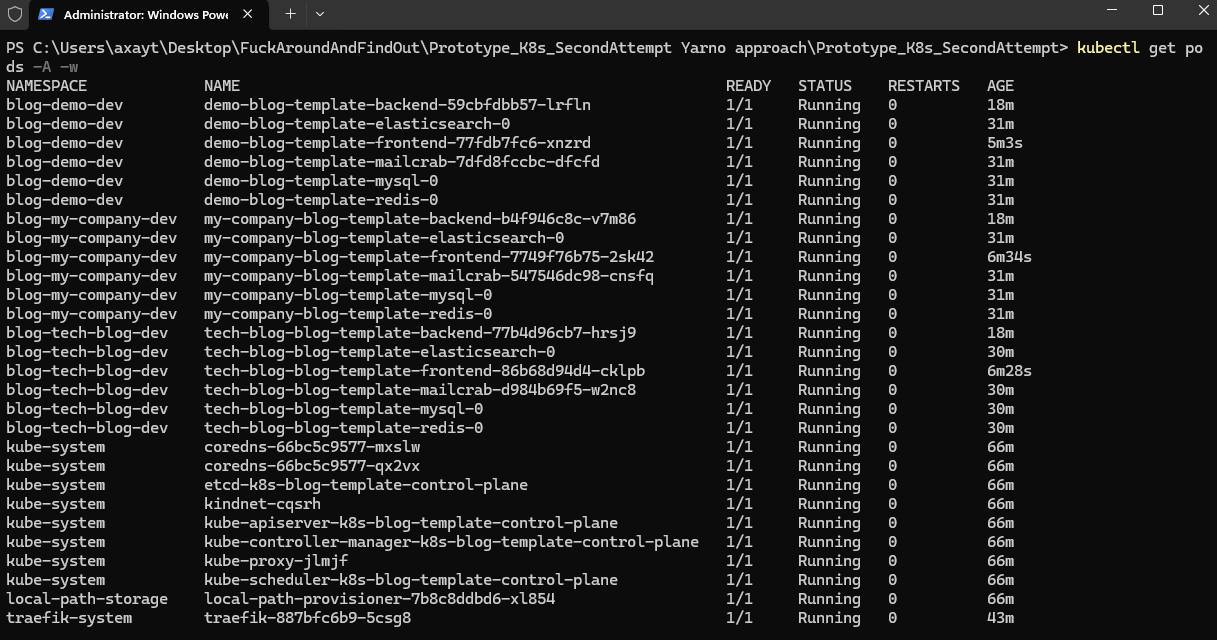 Administrator: Windows Powe
PS C:\Users\axayt\Desktop\FuckAroundAndFindOut\Prototype_K8s_SecondAttempt Yarno approach\Prototype_K8s_SecondAttempt> kubectl get po
ds -A -w
NAMESPACE NAME READY STATUS RESTARTS AGE
blog-demo-dev demo-blog-template-backend-59cbfdbb57-lrfln 1/1 Running 0 18m
blog-demo-dev demo-blog-template-elasticsearch-0 1/1 Running 0 31m
blog-demo-dev demo-blog-template-frontend-77fdb7fc6-xnzrd 1/1 Running 0 5m3s
blog-demo-dev demo-blog-template-mailcrab-7dfd8fccbc-dfcfd 1/1 Running 0 31m
blog-demo-dev demo-blog-template-mysql-0 1/1 Running 0 31m
blog-demo-dev demo-blog-template-redis-0 1/1 Running 0 31m
blog-my-company-dev my-company-blog-template-backend-b4f946c8c-v7m86 1/1 Running 0 18m
blog-my-company-dev my-company-blog-template-elasticsearch-0 1/1 Running 0 31m
blog-my-company-dev my-company-blog-template-frontend-7749f76b75-2sk42 1/1 Running 0 6m34s
blog-my-company-dev my-company-blog-template-mailcrab-547546dc98-cnsfq 1/1 Running 0 31m
blog-my-company-dev my-company-blog-template-mysql-0 1/1 Running 0 31m
blog-my-company-dev my-company-blog-template-redis-0 1/1 Running 0 31m
blog-tech-blog-dev tech-blog-blog-template-backend-77b4d96cb7-hrsj9 1/1 Running 0 18m
blog-tech-blog-dev tech-blog-blog-template-elasticsearch-0 1/1 Running 0 30m
blog-tech-blog-dev tech-blog-blog-template-frontend-86b68d94d4-cklpb 1/1 Running 0 6m28s
blog-tech-blog-dev tech-blog-blog-template-mailcrab-d984b69f5-w2nc8 1/1 Running 0 30m
blog-tech-blog-dev tech-blog-blog-template-mysql-0 1/1 Running 0 30m
blog-tech-blog-dev tech-blog-blog-template-redis-0 1/1 Running 0 30m
kube-system coredns-66bc5c9577-mxslw 1/1 Running 0 66m
kube-system coredns-66bc5c9577-qx2vx 1/1 Running 0 66m
kube-system etcd-k8s-blog-template-control-plane 1/1 Running 0 66m
kube-system kindnet-cqsrh 1/1 Running 0 66m
kube-system kube-apiserver-k8s-blog-template-control-plane 1/1 Running 0 66m
kube-system kube-controller-manager-k8s-blog-template-control-plane 1/1 Running 0 66m
kube-system kube-proxy-jlmjf 1/1 Running 0 66m
kube-system kube-scheduler-k8s-blog-template-control-plane 1/1 Running 0 66m
local-path-storage local-path-provisioner-7b8c8ddbd6-xl854 1/1 Running 0 66m
traefik-system traefik-887bfc6b9-5csg8 1/1 Running 0 43m